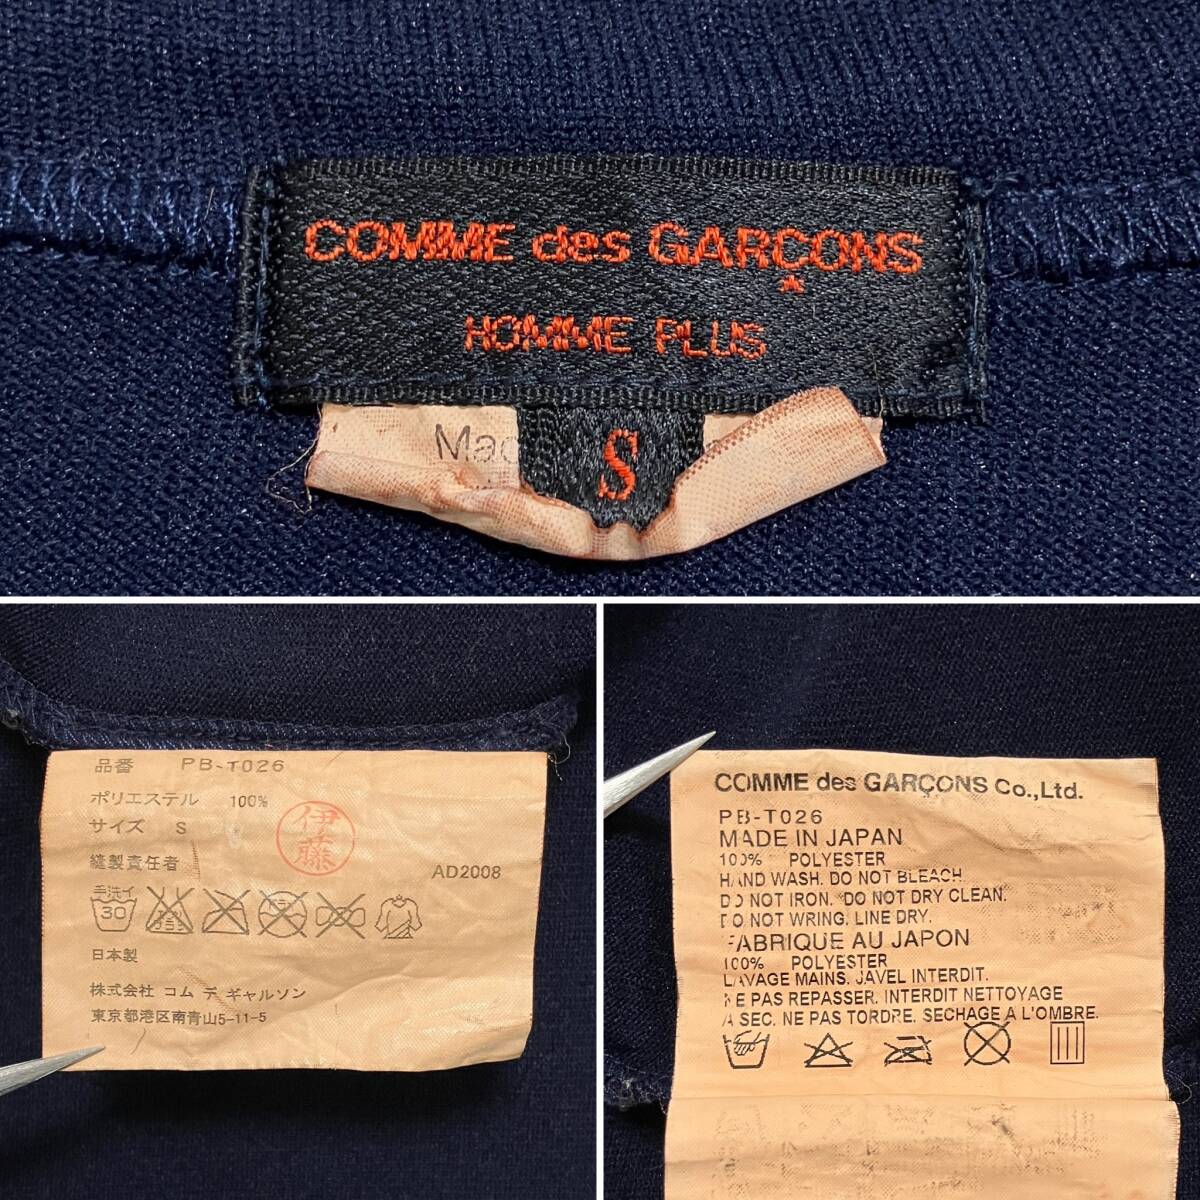 COMME des GARÇONS
HOMME PLUS
S
品番 PB-T026
ポリエステル 100%
サイズ S
縫製責任者 伊藤
AD2008
手洗イ
30
日本製
株式会社 コム デ ギャルソン
東京都港区南青山5-11-5
COMME des GARÇONS Co.,Ltd.
PB-T026
MADE IN JAPAN
100% POLYESTER
HAND WASH. DO NOT BLEACH.
DO NOT IRON. DO NOT DRY CLEAN.
DO NOT WRING. LINE DRY.
FABRIQUE AU JAPON
100% POLYESTER
LAVAGE MAINS. JAVEL INTERDIT.
NE PAS REPASSER. INTERDIT NETTOYAGE
A SEC. NE PAS TORDRE. SECHAGE A L'OMBRE.